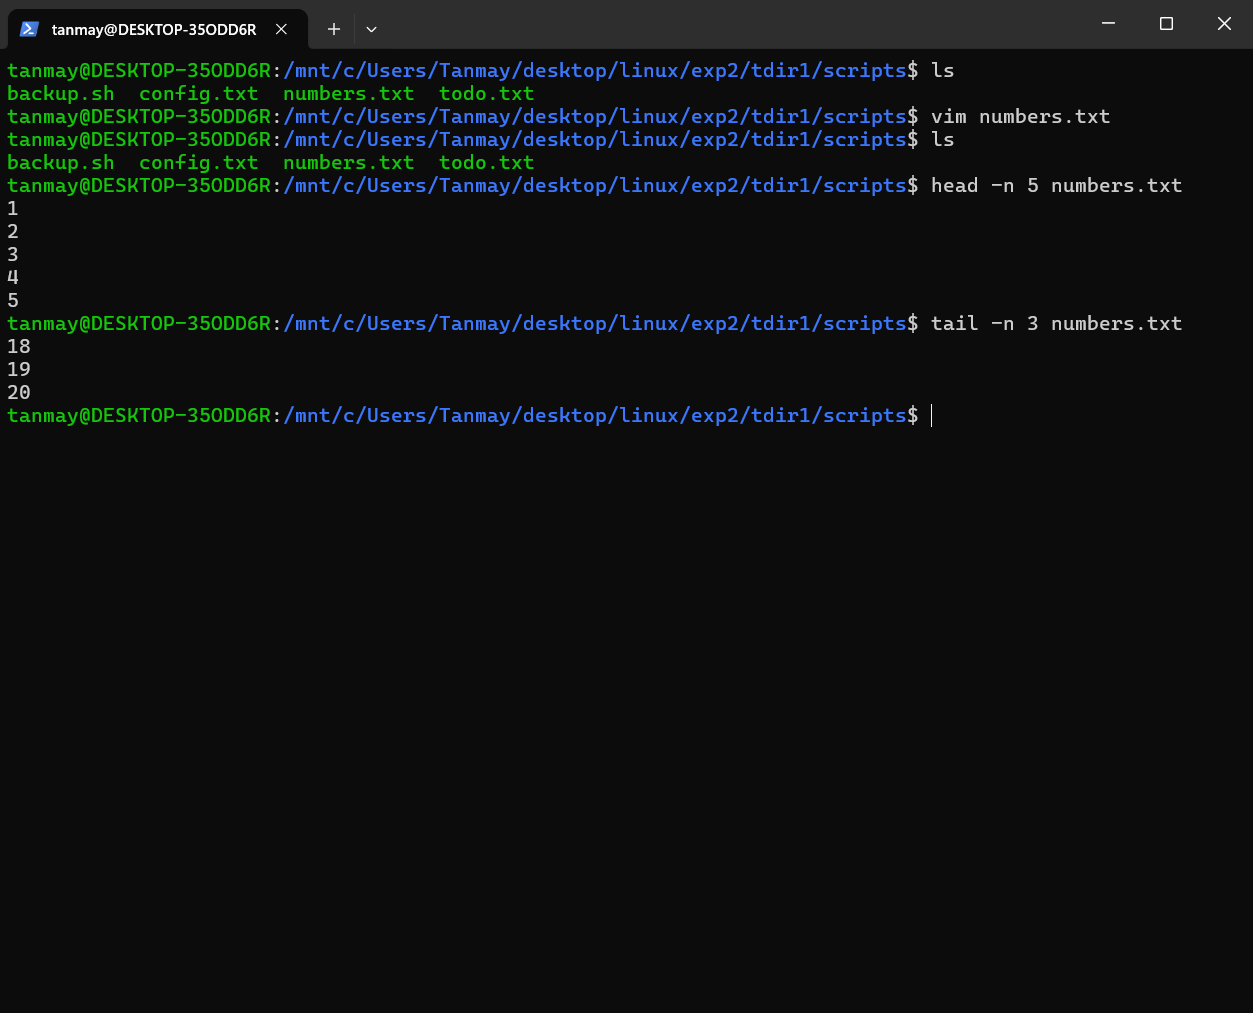 tanmay@DESKTOP-35ODD6R
tanmay@DESKTOP-35ODD6R:/mnt/c/Users/Tanmay/desktop/linux/exp2/tdir1/scripts$ ls
backup.sh  config.txt  numbers.txt  todo.txt
tanmay@DESKTOP-35ODD6R:/mnt/c/Users/Tanmay/desktop/linux/exp2/tdir1/scripts$ vim numbers.txt
tanmay@DESKTOP-35ODD6R:/mnt/c/Users/Tanmay/desktop/linux/exp2/tdir1/scripts$ ls
backup.sh  config.txt  numbers.txt  todo.txt
tanmay@DESKTOP-35ODD6R:/mnt/c/Users/Tanmay/desktop/linux/exp2/tdir1/scripts$ head -n 5 numbers.txt
1
2
3
4
5
tanmay@DESKTOP-35ODD6R:/mnt/c/Users/Tanmay/desktop/linux/exp2/tdir1/scripts$ tail -n 3 numbers.txt
18
19
20
tanmay@DESKTOP-35ODD6R:/mnt/c/Users/Tanmay/desktop/linux/exp2/tdir1/scripts$